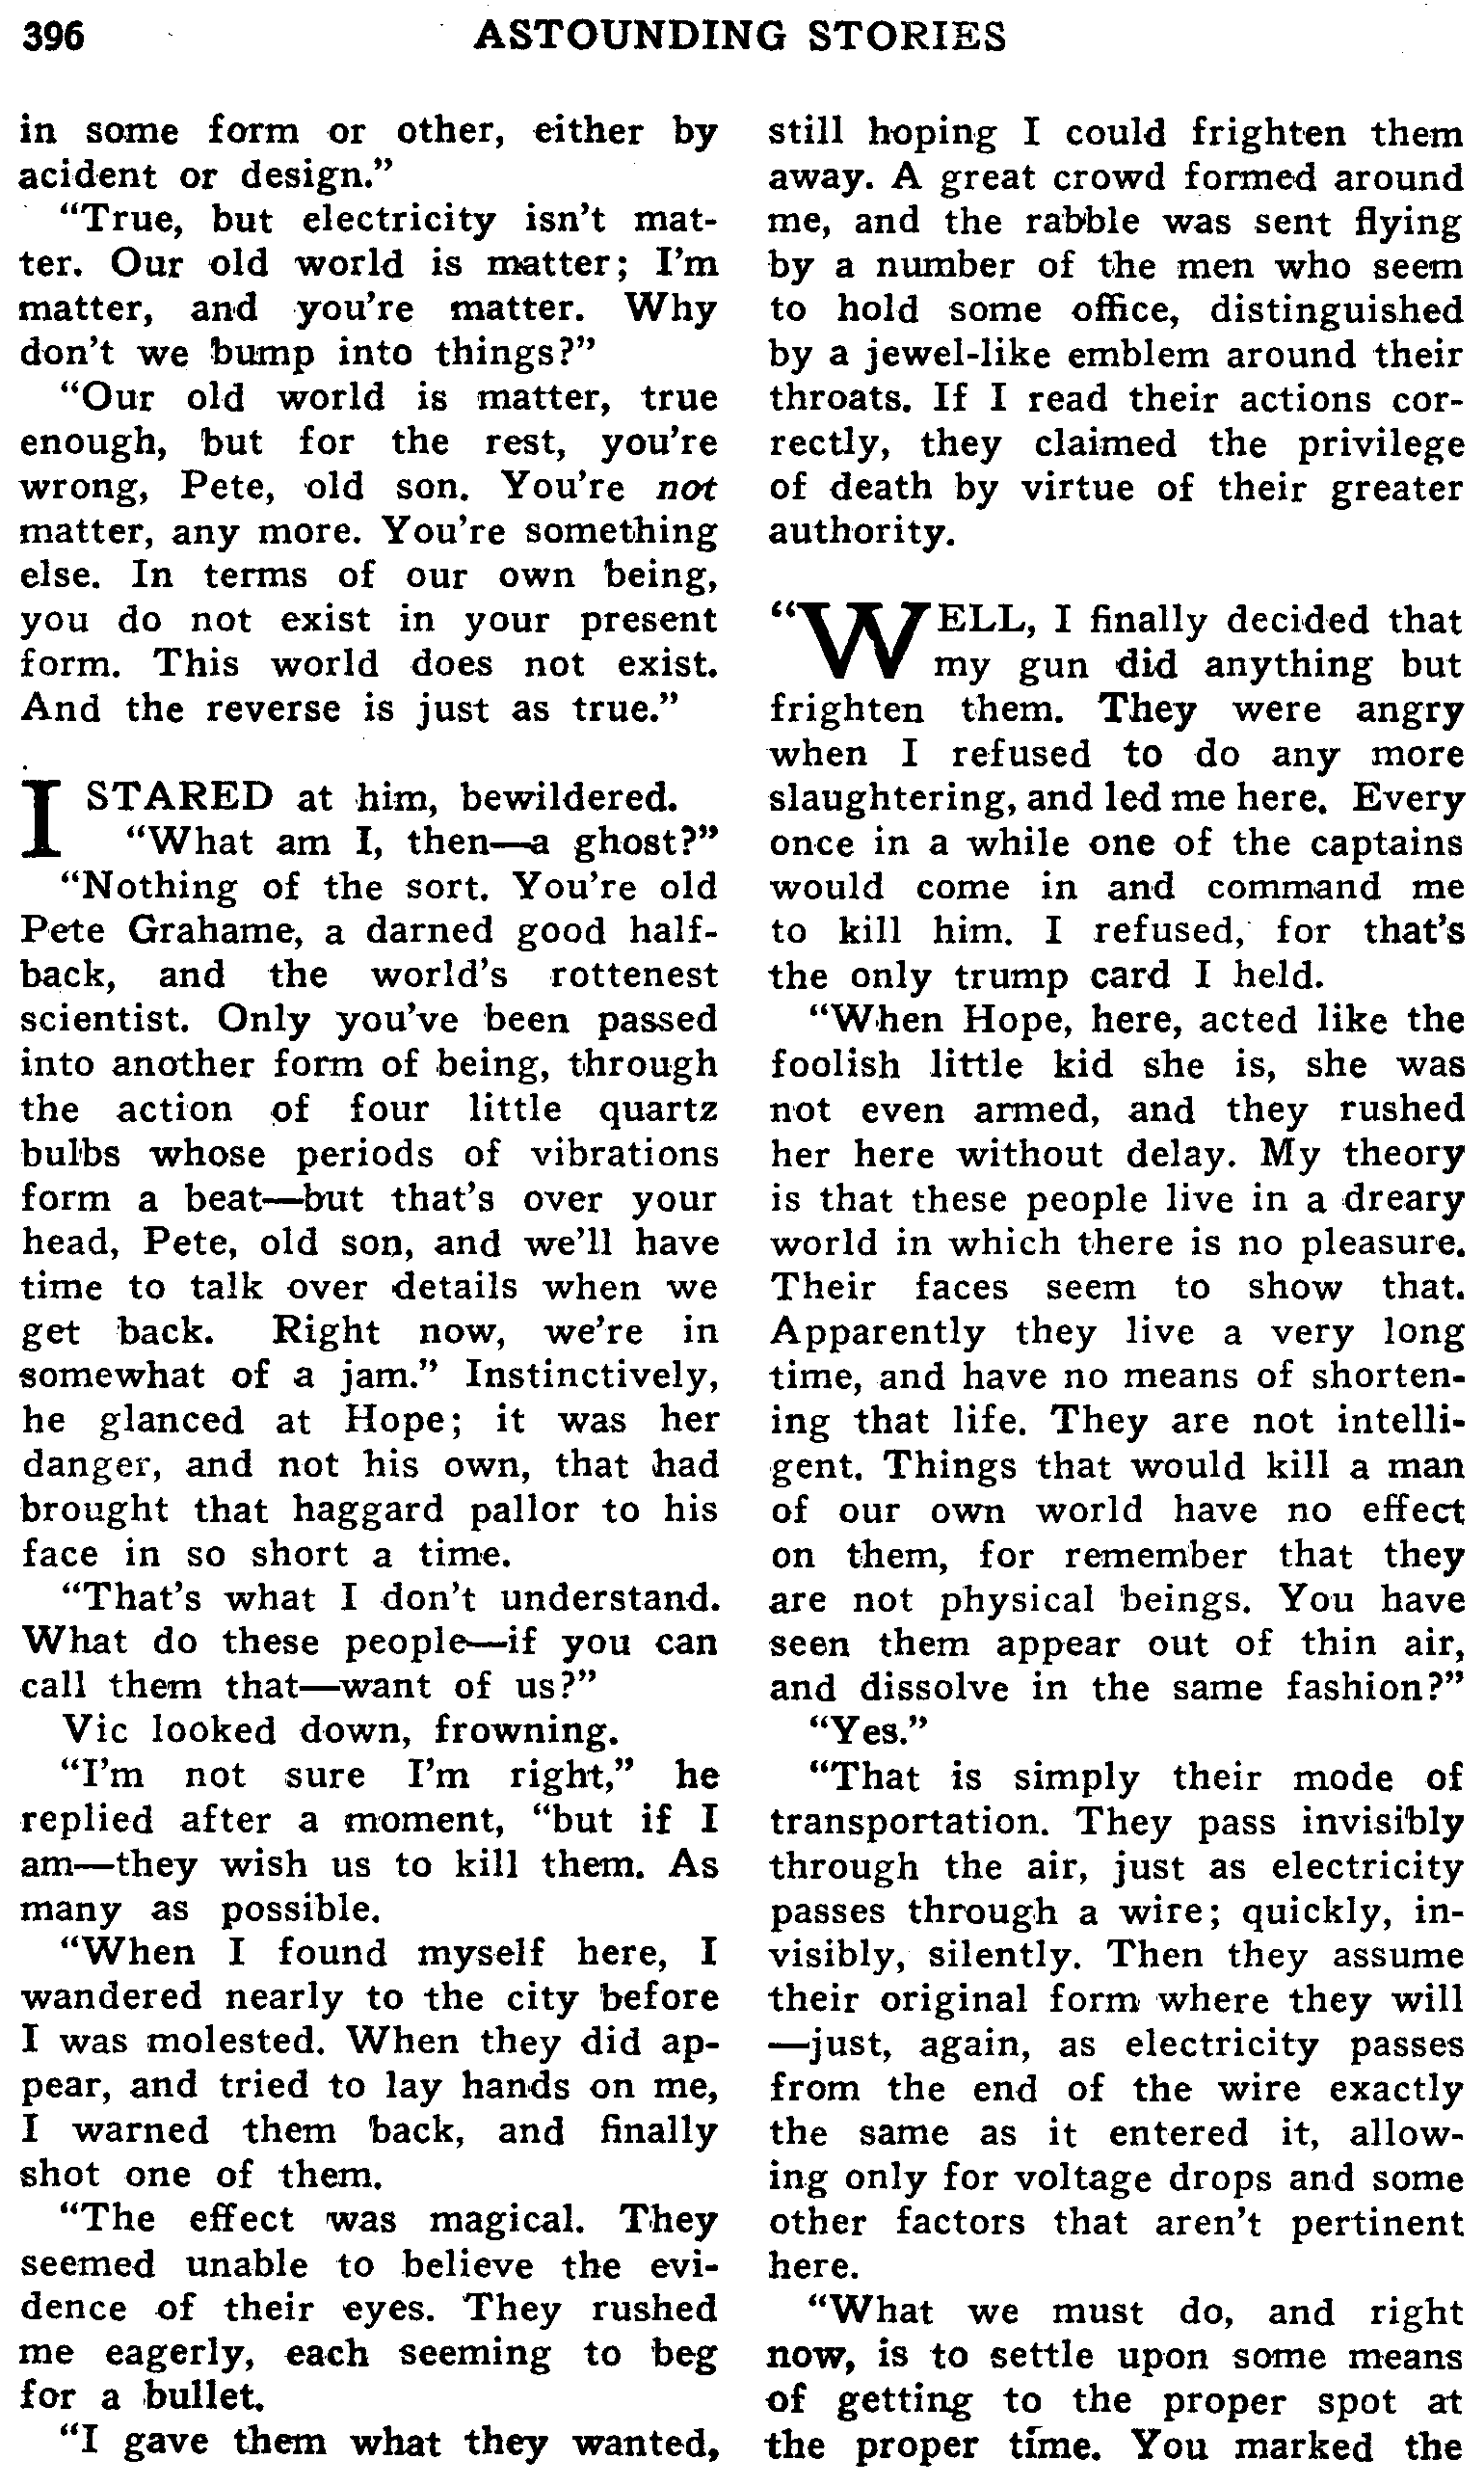 396
ASTOUNDING STORIES
in some form or other, either by
acident or design.”
“True, but electricity isn't mat-
ter. Our old world is matter; I'm
matter, and you're matter. Why
don't we bump into things?”
“Our old world is matter, true
enough, but for the rest, you're
wrong, Pete, old son. You're not
matter, any more. You're something
else. In terms of our own being,
you do not exist in your present
form. This world does not exist.
And the reverse is just as true.”
I STARED at him, bewildered.
“What am I, then—a ghost?”
“Nothing of the sort. You're old
Pete Grahame, a darned good half-
back, and the world's rottenest
scientist. Only you've been passed
into another form of being, through
the action of four little quartz
bulbs whose periods of vibrations
form a beat—but that's over your
head, Pete, old son, and we'll have
time to talk over details when we
get back. Right now, we're in
somewhat of a jam.” Instinctively,
he glanced at Hope; it was her
danger, and not his own, that had
brought that haggard pallor to his
face in so short a time.
“That's what I don't understand.
What do these people—if you can
call them that—want of us?”
Vic looked down, frowning.
“I'm not sure I'm right,” he
replied after a moment, “but if I
am—they wish us to kill them. As
many as possible.
“When I found myself here, I
wandered nearly to the city before
I was molested. When they did ap-
pear, and tried to lay hands on me,
I warned them back, and finally
shot one of them.
“The effect was magical. They
seemed unable to believe the evi-
dence of their eyes. They rushed
me eagerly, each seeming to beg
for a bullet.
“I gave them what they wanted,
still hoping I could frighten them
away. A great crowd formed around
me, and the rabble was sent flying
by a number of the men who seem
to hold some office, distinguished
by a jewel-like emblem around their
throats. If I read their actions cor-
rectly, they claimed the privilege
of death by virtue of their greater
authority.
“WELL, I finally decided that
my gun did anything but
frighten them. They were angry
when I refused to do any more
slaughtering, and led me here. Every
once in a while one of the captains
would come in and command me
to kill him. I refused, for that's
the only trump card I held.
“When Hope, here, acted like the
foolish little kid she is, she was
not even armed, and they rushed
her here without delay. My theory
is that these people live in a dreary
world in which there is no pleasure.
Their faces seem to show that.
Apparently they live a very long
time, and have no means of shorten-
ing that life. They are not intelli-
gent. Things that would kill a man
of our own world have no effect
on them, for remember that they
are not physical beings. You have
seen them appear out of thin air,
and dissolve in the same fashion?”
“Yes.”
“That is simply their mode of
transportation. They pass invisibly
through the air, just as electricity
passes through a wire; quickly, in-
visibly, silently. Then they assume
their original form where they will
—just, again, as electricity passes
from the end of the wire exactly
the same as it entered it, allow-
ing only for voltage drops and some
other factors that aren't pertinent
here.
“What we must do, and right
now, is to settle upon some means
of getting to the proper spot at
the proper time. You marked the